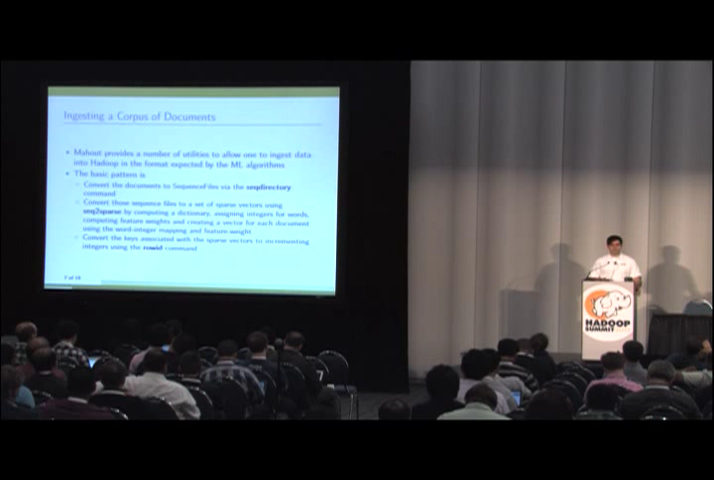 Ingesting a Corpus of Documents
Mahout provides a number of utilities to allow one to ingest data
into Hadoop in the format expected by the ML algorithms
The basic pattern is
Convert the documents to SequenceFiles via the seqdirectory
command
Convert those sequence files to a set of sparse vectors using
seq2sparse by computing a dictionary, assigning integers for words,
computing feature weights and creating a vector for each document
using the word-integer mapping and feature-weight
Convert the keys associated with the sparse vectors to incrementing
integers using the rowid command
HADOOP
SUMMIT